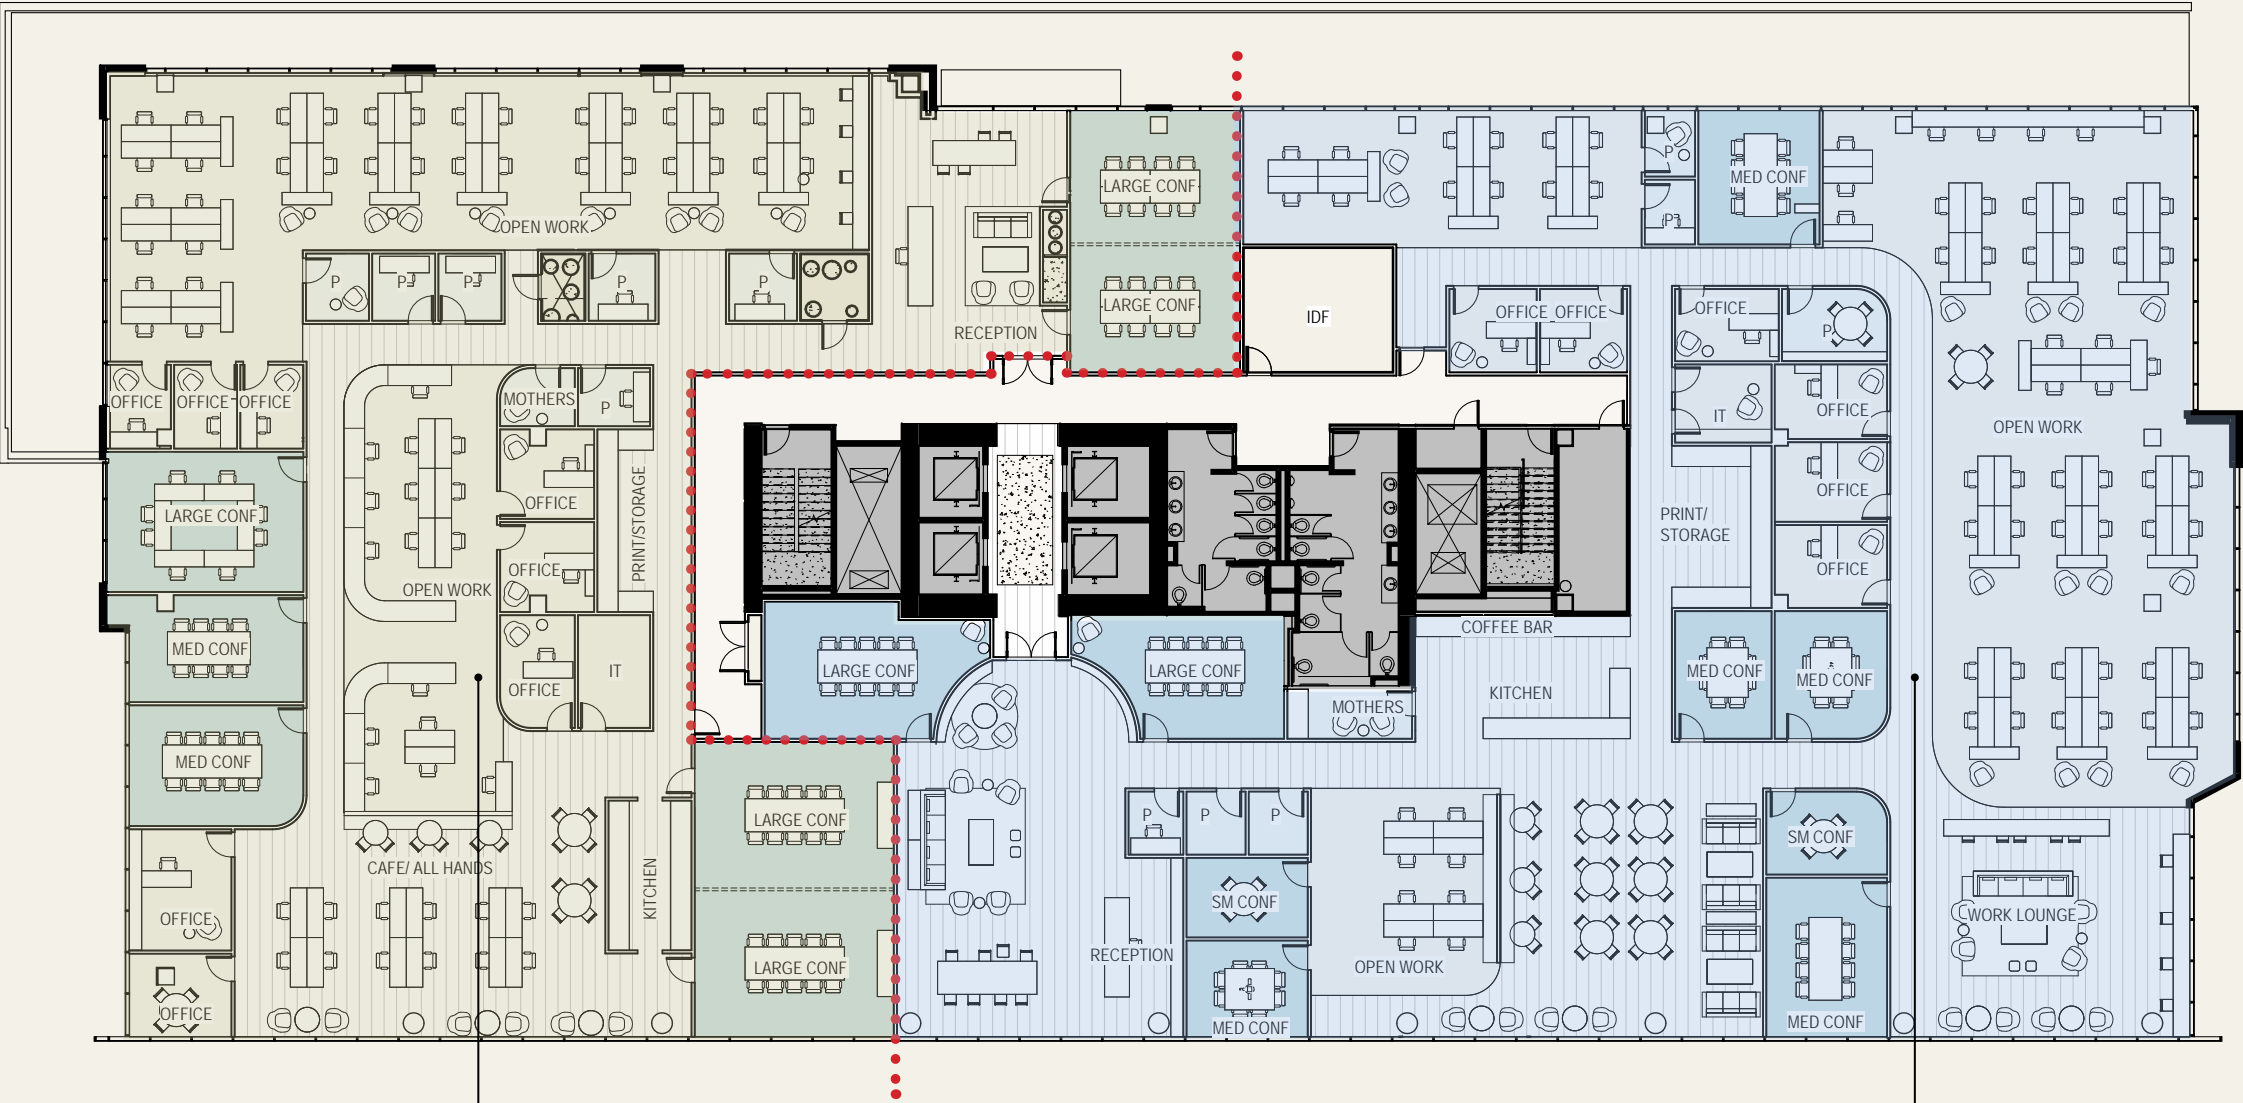 OPEN WORK
P
P
P
P
P
RECEPTION
LARGE CONF
LARGE CONF
OFFICE
OFFICE
OFFICE
MOTHERS
P
LARGE CONF
OFFICE
PRINT/STORAGE
OFFICE
OPEN WORK
MED CONF
OFFICE
IT
MED CONF
CAFE/ ALL HANDS
KITCHEN
OFFICE
OFFICE
LARGE CONF
LARGE CONF
P
P
MED CONF
IDF
OFFICE
OFFICE
OFFICE
P
IT
OFFICE
OPEN WORK
OFFICE
PRINT/
STORAGE
OFFICE
COFFEE BAR
LARGE CONF
LARGE CONF
MOTHERS
KITCHEN
MED CONF
MED CONF
P
P
P
SM CONF
SM CONF
RECEPTION
OPEN WORK
WORK LOUNGE
MED CONF
MED CONF